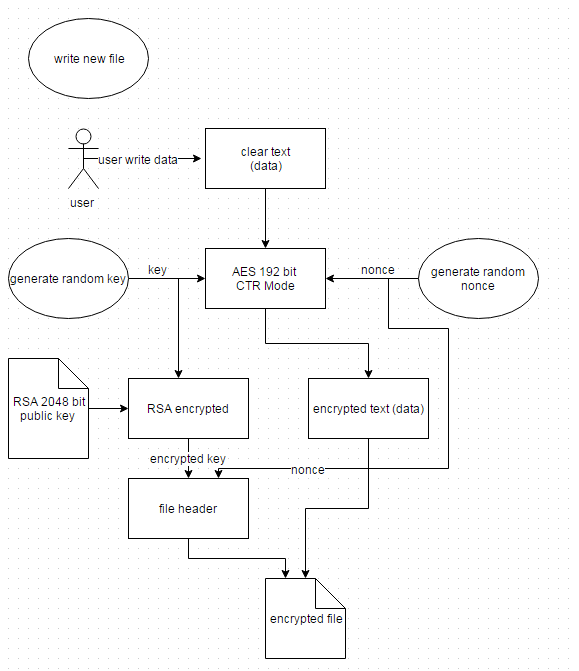 write new file
user write data
clear text
(data)
user
generate random key
key
AES 192 bit
CTR Mode
nonce
generate random
nonce
RSA 2048 bit
public key
RSA encrypted
encrypted text (data)
encrypted key
nonce
file header
encrypted file